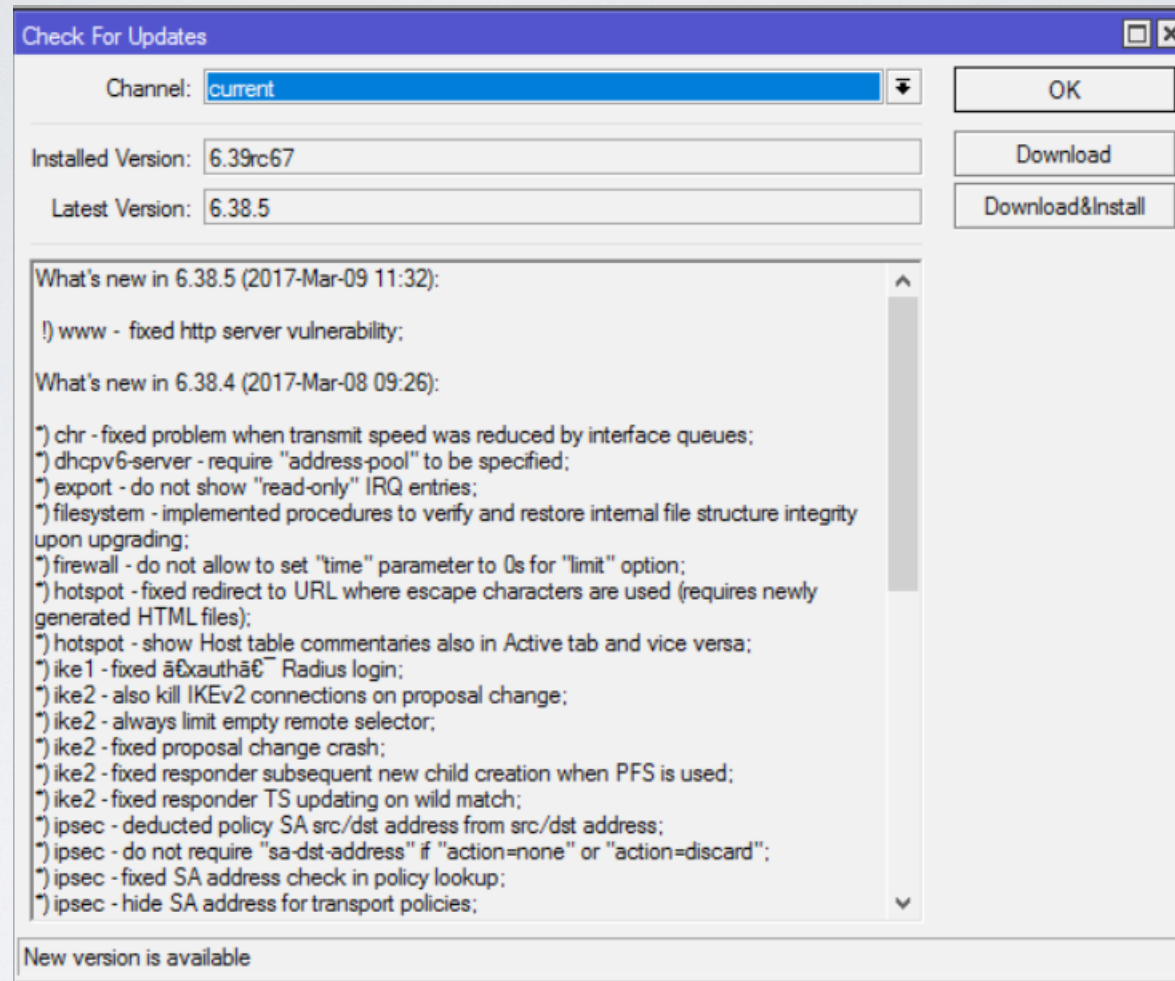 Check For Updates
Channel: current
OK
Installed Version: 6.39rc67
Download
Latest Version: 6.38.5
Download&Install
What's new in 6.38.5 (2017-Mar-09 11:32):
!) www - fixed http server vulnerability;
What's new in 6.38.4 (2017-Mar-08 09:26):
*) chr - fixed problem when transmit speed was reduced by interface queues;
*) dhcpv6-server - require "address-pool" to be specified;
*) export - do not show "read-only" IRQ entries;
*) filesystem - implemented procedures to verify and restore internal file structure integrity
upon upgrading;
*) firewall - do not allow to set "time" parameter to 0s for "limit" option;
*) hotspot - fixed redirect to URL where escape characters are used (requires newly
generated HTML files);
*) hotspot - show Host table commentaries also in Active tab and vice versa;
*) ike1 - fixed ā€xauthā€¯ Radius login;
*) ike2 - also kill IKEv2 connections on proposal change;
*) ike2 - always limit empty remote selector;
*) ike2 - fixed proposal change crash;
*) ike2 - fixed responder subsequent new child creation when PFS is used;
*) ike2 - fixed responder TS updating on wild match;
*) ipsec - deducted policy SA src/dst address from src/dst address;
*) ipsec - do not require "sa-dst-address" if "action=none" or "action=discard";
*) ipsec - fixed SA address check in policy lookup;
*) ipsec - hide SA address for transport policies;
New version is available